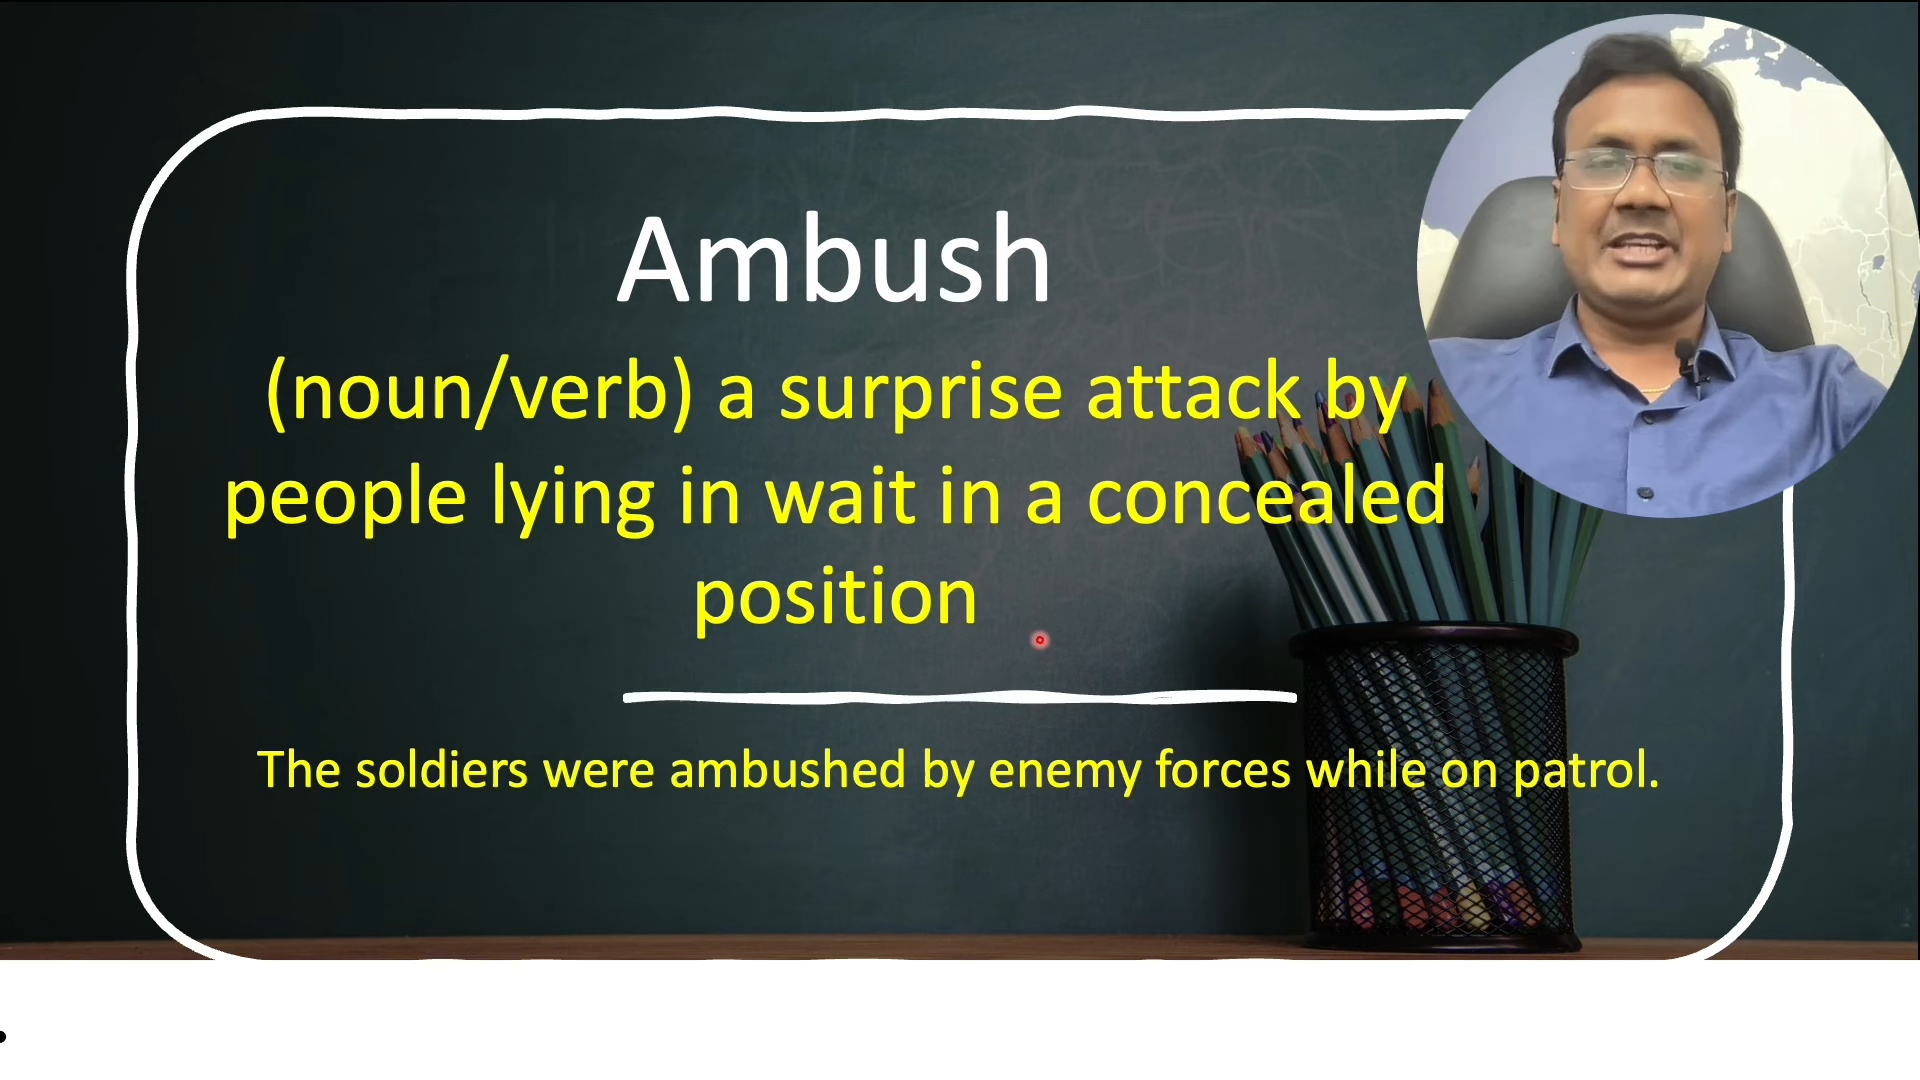 Ambush
(noun/verb) a surprise attack by
people lying in wait in a concealed
position
The soldiers were ambushed by enemy forces while on patrol.